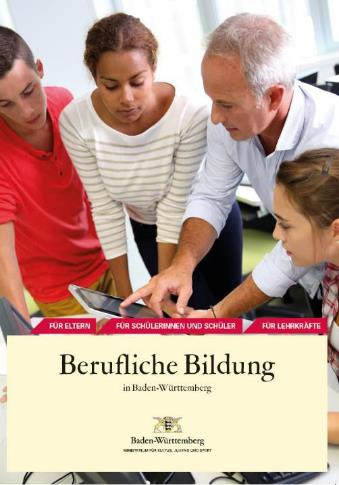 FÜR ELTERN
FÜR SCHÜLERINNEN UND SCHÜLER
FÜR LEHRKRÄFTE
Berufliche Bildung
in Baden-Württemberg
Baden-Württemberg
MINISTERIUM FÜR KULTUS, JUGEND UND SPORT